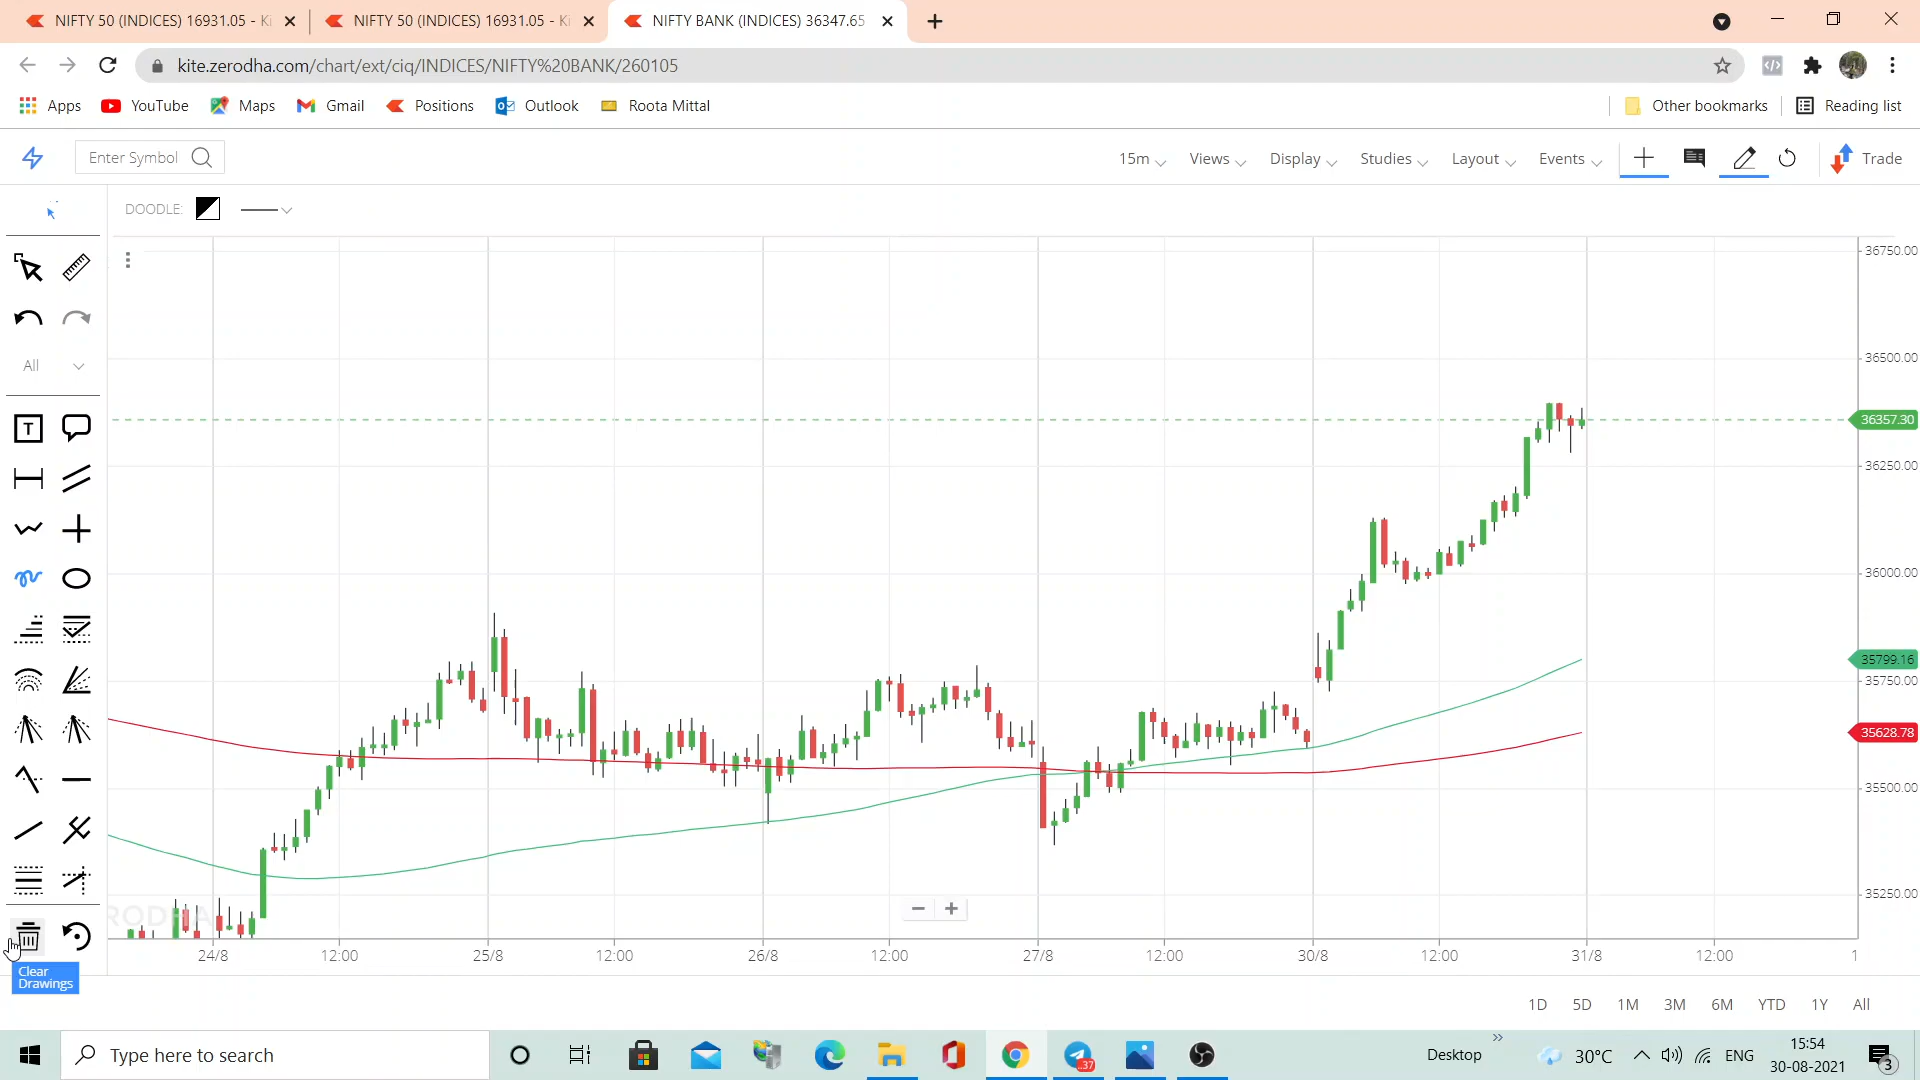 NIFTY 50 (INDICES) 16931.05 - Ki
NIFTY 50 (INDICES) 16931.05 - Ki
NIFTY BANK (INDICES) 36347.65
kite.zerodha.com/chart/ext/ciq/INDICES/NIFTY%20BANK/260105
Apps
YouTube
Maps
Gmail
Positions
Outlook
Roota Mittal
Other bookmarks
Reading list
Enter Symbol
15m
Views
Display
Studies
Layout
Events
Trade
DOODLE:
All
T
36750.00
36500.00
36357.30
36250.00
36000.00
35799.16
35750.00
35628.78
35500.00
35250.00
RODHA
24/8
12:00
25/8
12:00
26/8
12:00
27/8
12:00
30/8
12:00
31/8
12:00
1
Clear
Drawings
1D
5D
1M
3M
6M
YTD
1Y
All
Type here to search
37
Desktop
30°C
ENG
15:54
30-08-2021
3